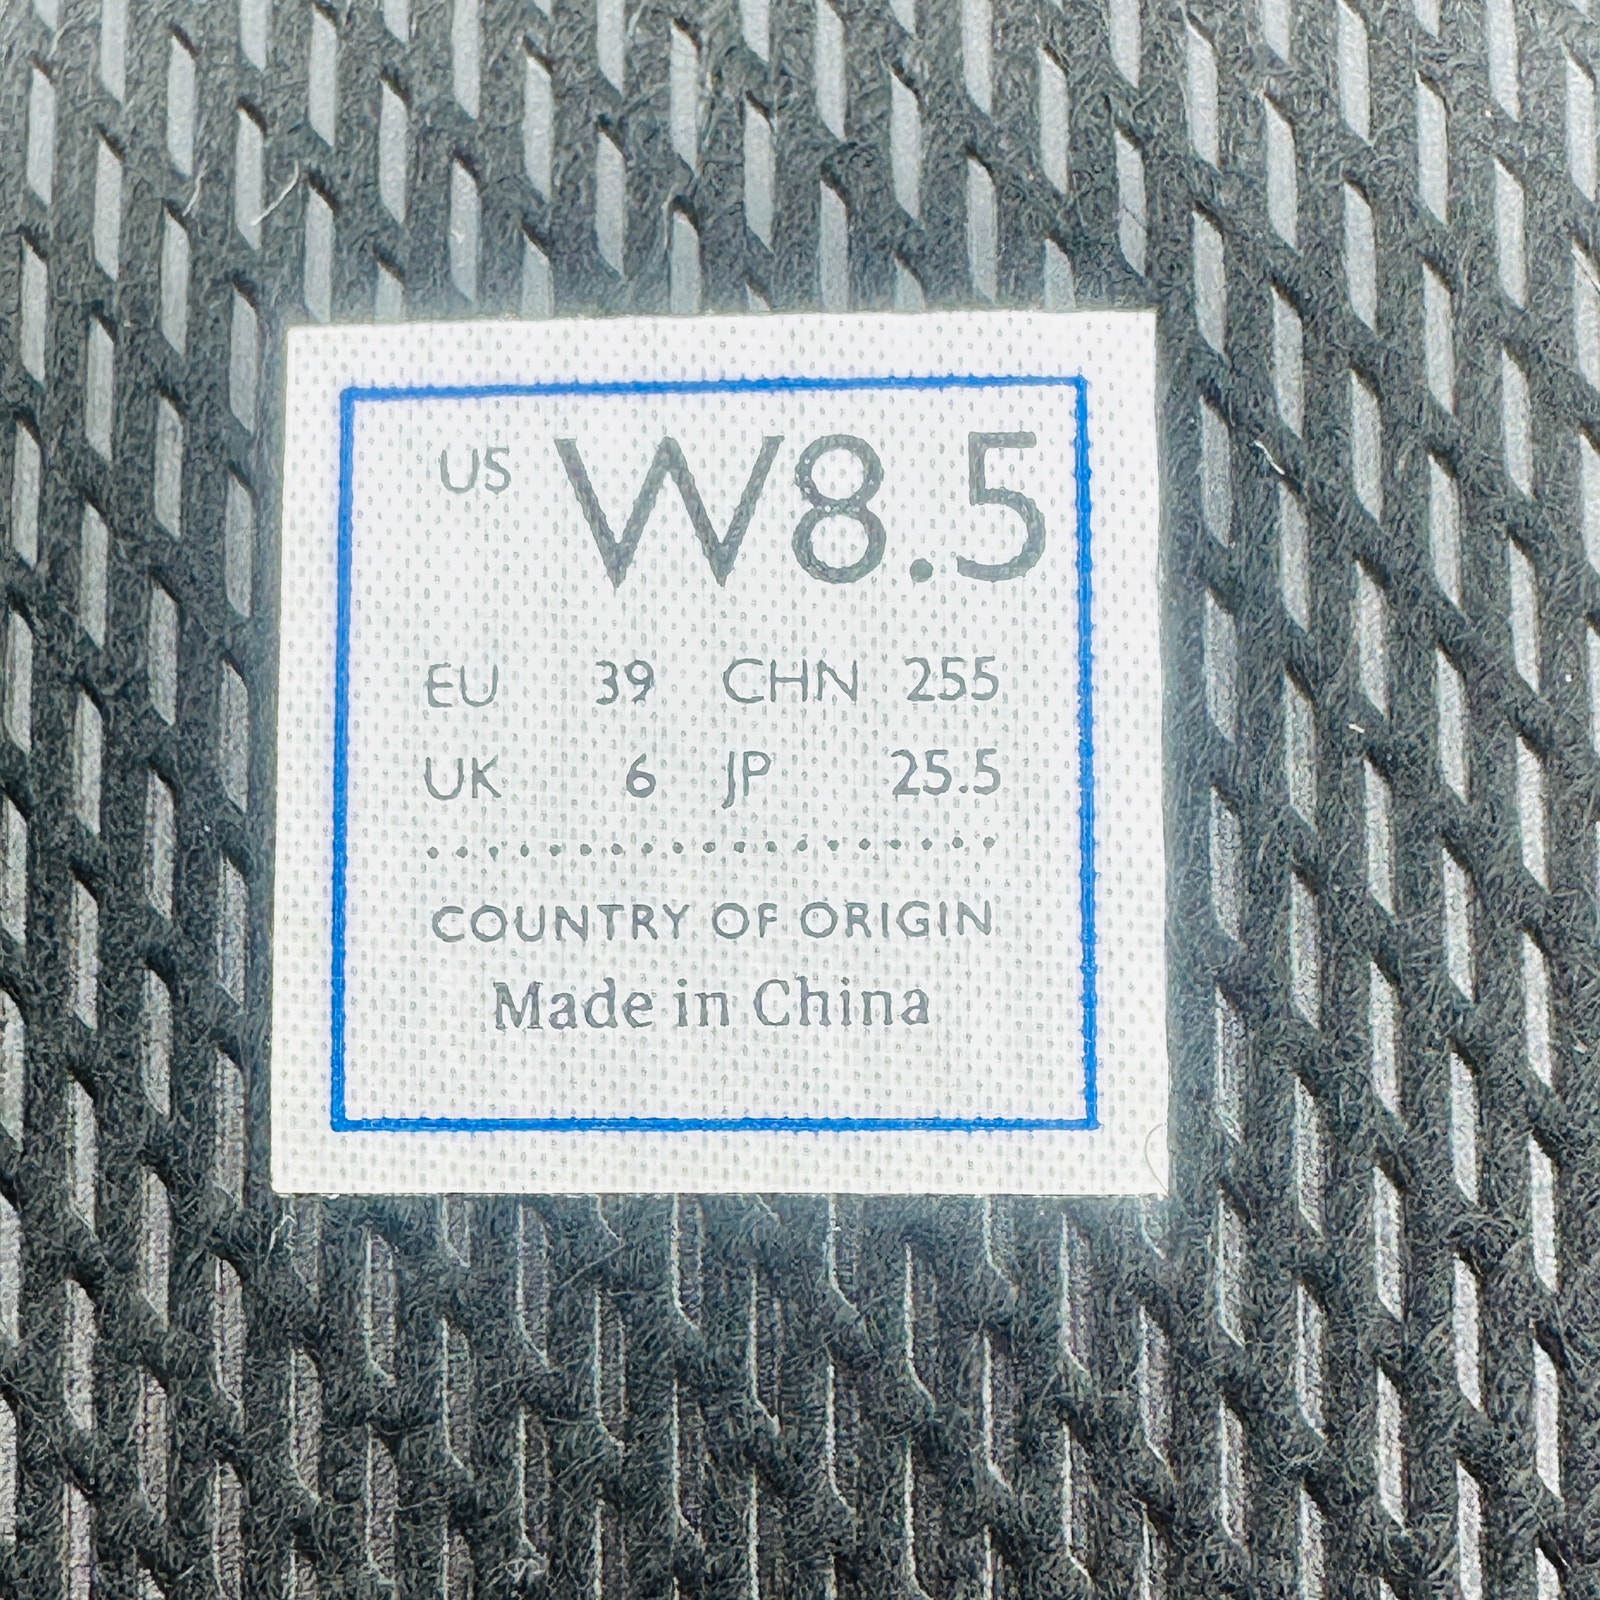 US W8.5
EU 39 CHN 255
UK 6 JP 25.5
COUNTRY OF ORIGIN
Made in China